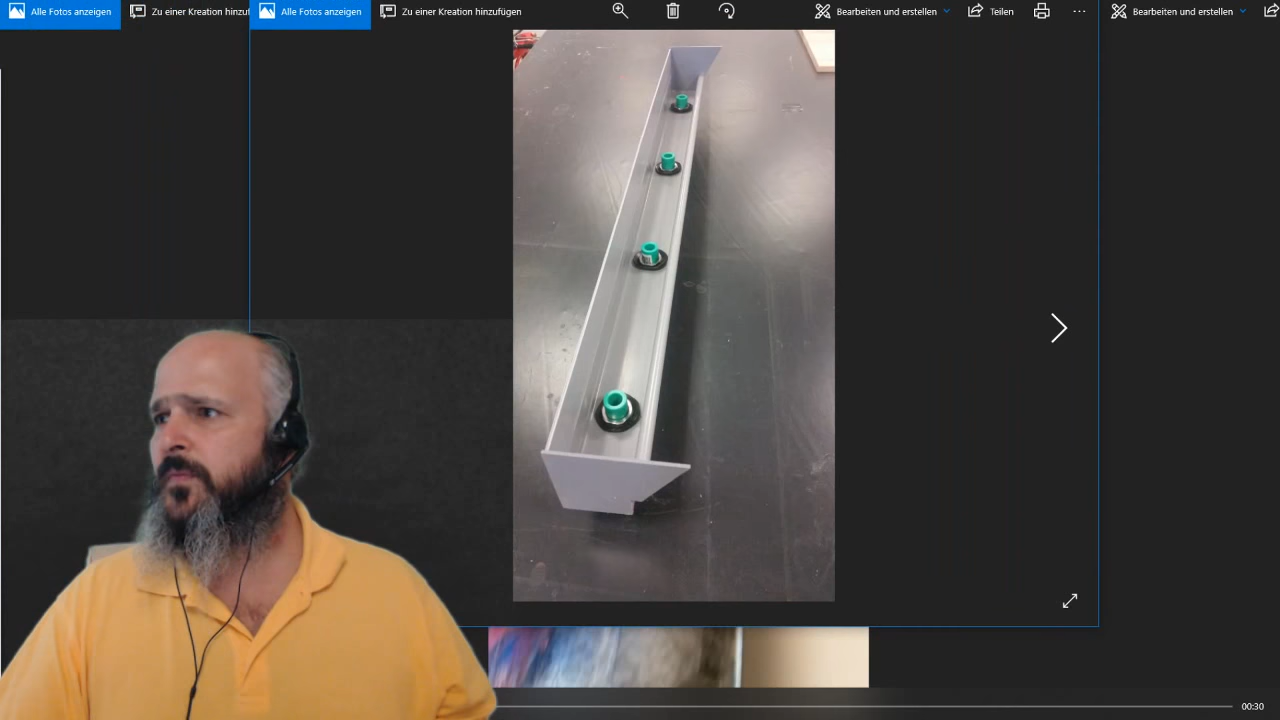 Alle Fotos anzeigen Zu einer Kreation hinzuf
Alle Fotos anzeigen Zu einer Kreation hinzufügen Bearbeiten und erstellen Teilen ...
Bearbeiten und erstellen
00:30